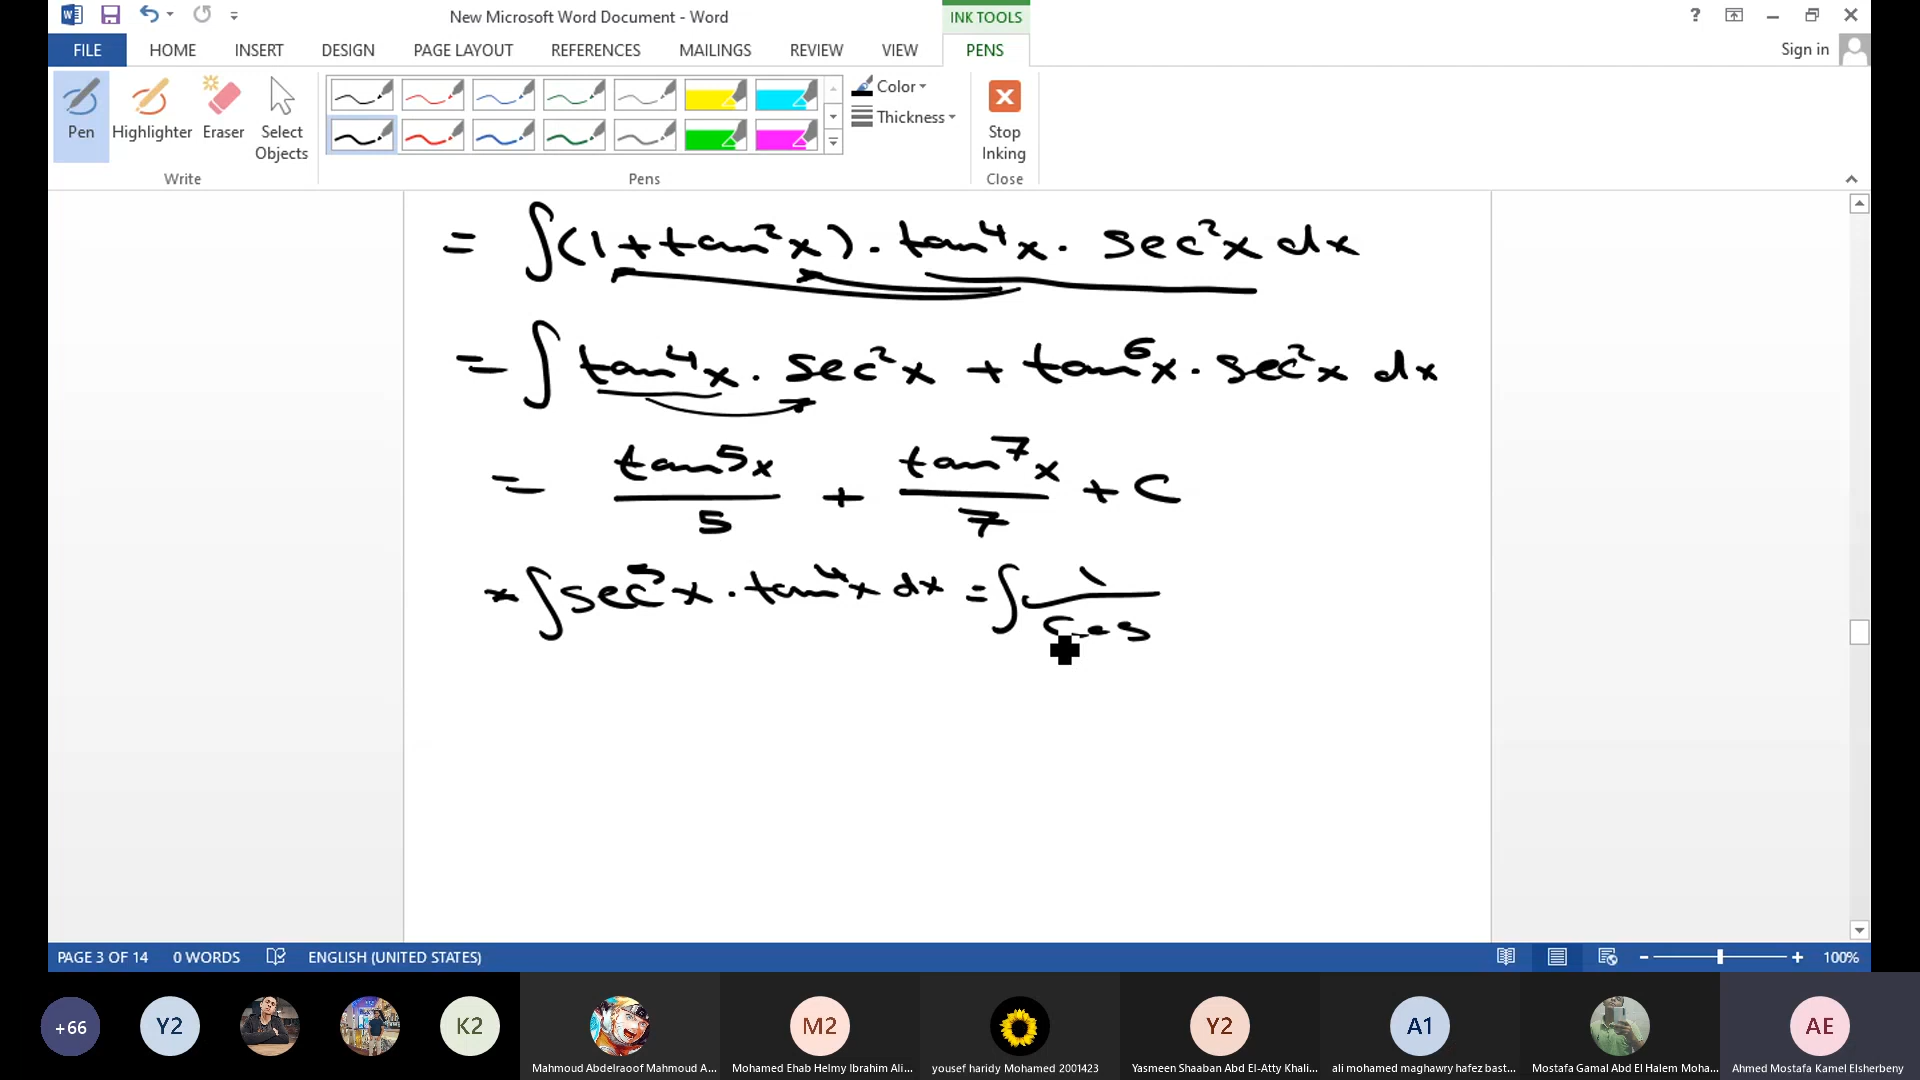 New Microsoft Word Document - Word
INK TOOLS
?
FILE HOME INSERT DESIGN PAGE LAYOUT REFERENCES MAILINGS REVIEW VIEW PENS
Sign in
Pen Highlighter Eraser Select Objects
Color
Thickness
Stop Inking
Write Pens Close
= ∫(1+tan²x)·tan⁴x·sec²x dx
= ∫tan⁴x·sec²x + tan⁶x·sec²x dx
= tan⁵x/5 + tan⁷x/7 + C
∫sec x·tan⁴x dx = ∫1/cos
PAGE 3 OF 14 0 WORDS ENGLISH (UNITED STATES) 100%
+66 Y2 K2 M2 Y2 A1 AE
Mahmoud Abdelraoof Mahmoud A... Mohamed Ehab Helmy Ibrahim Ali... yousef haridy Mohamed 2001423 Yasmeen Shaaban Abd El-Atty Khali... ali mohamed maghawry hafez bast... Mostafa Gamal Abd El Halem Moha... Ahmed Mostafa Kamel Elsherbeny